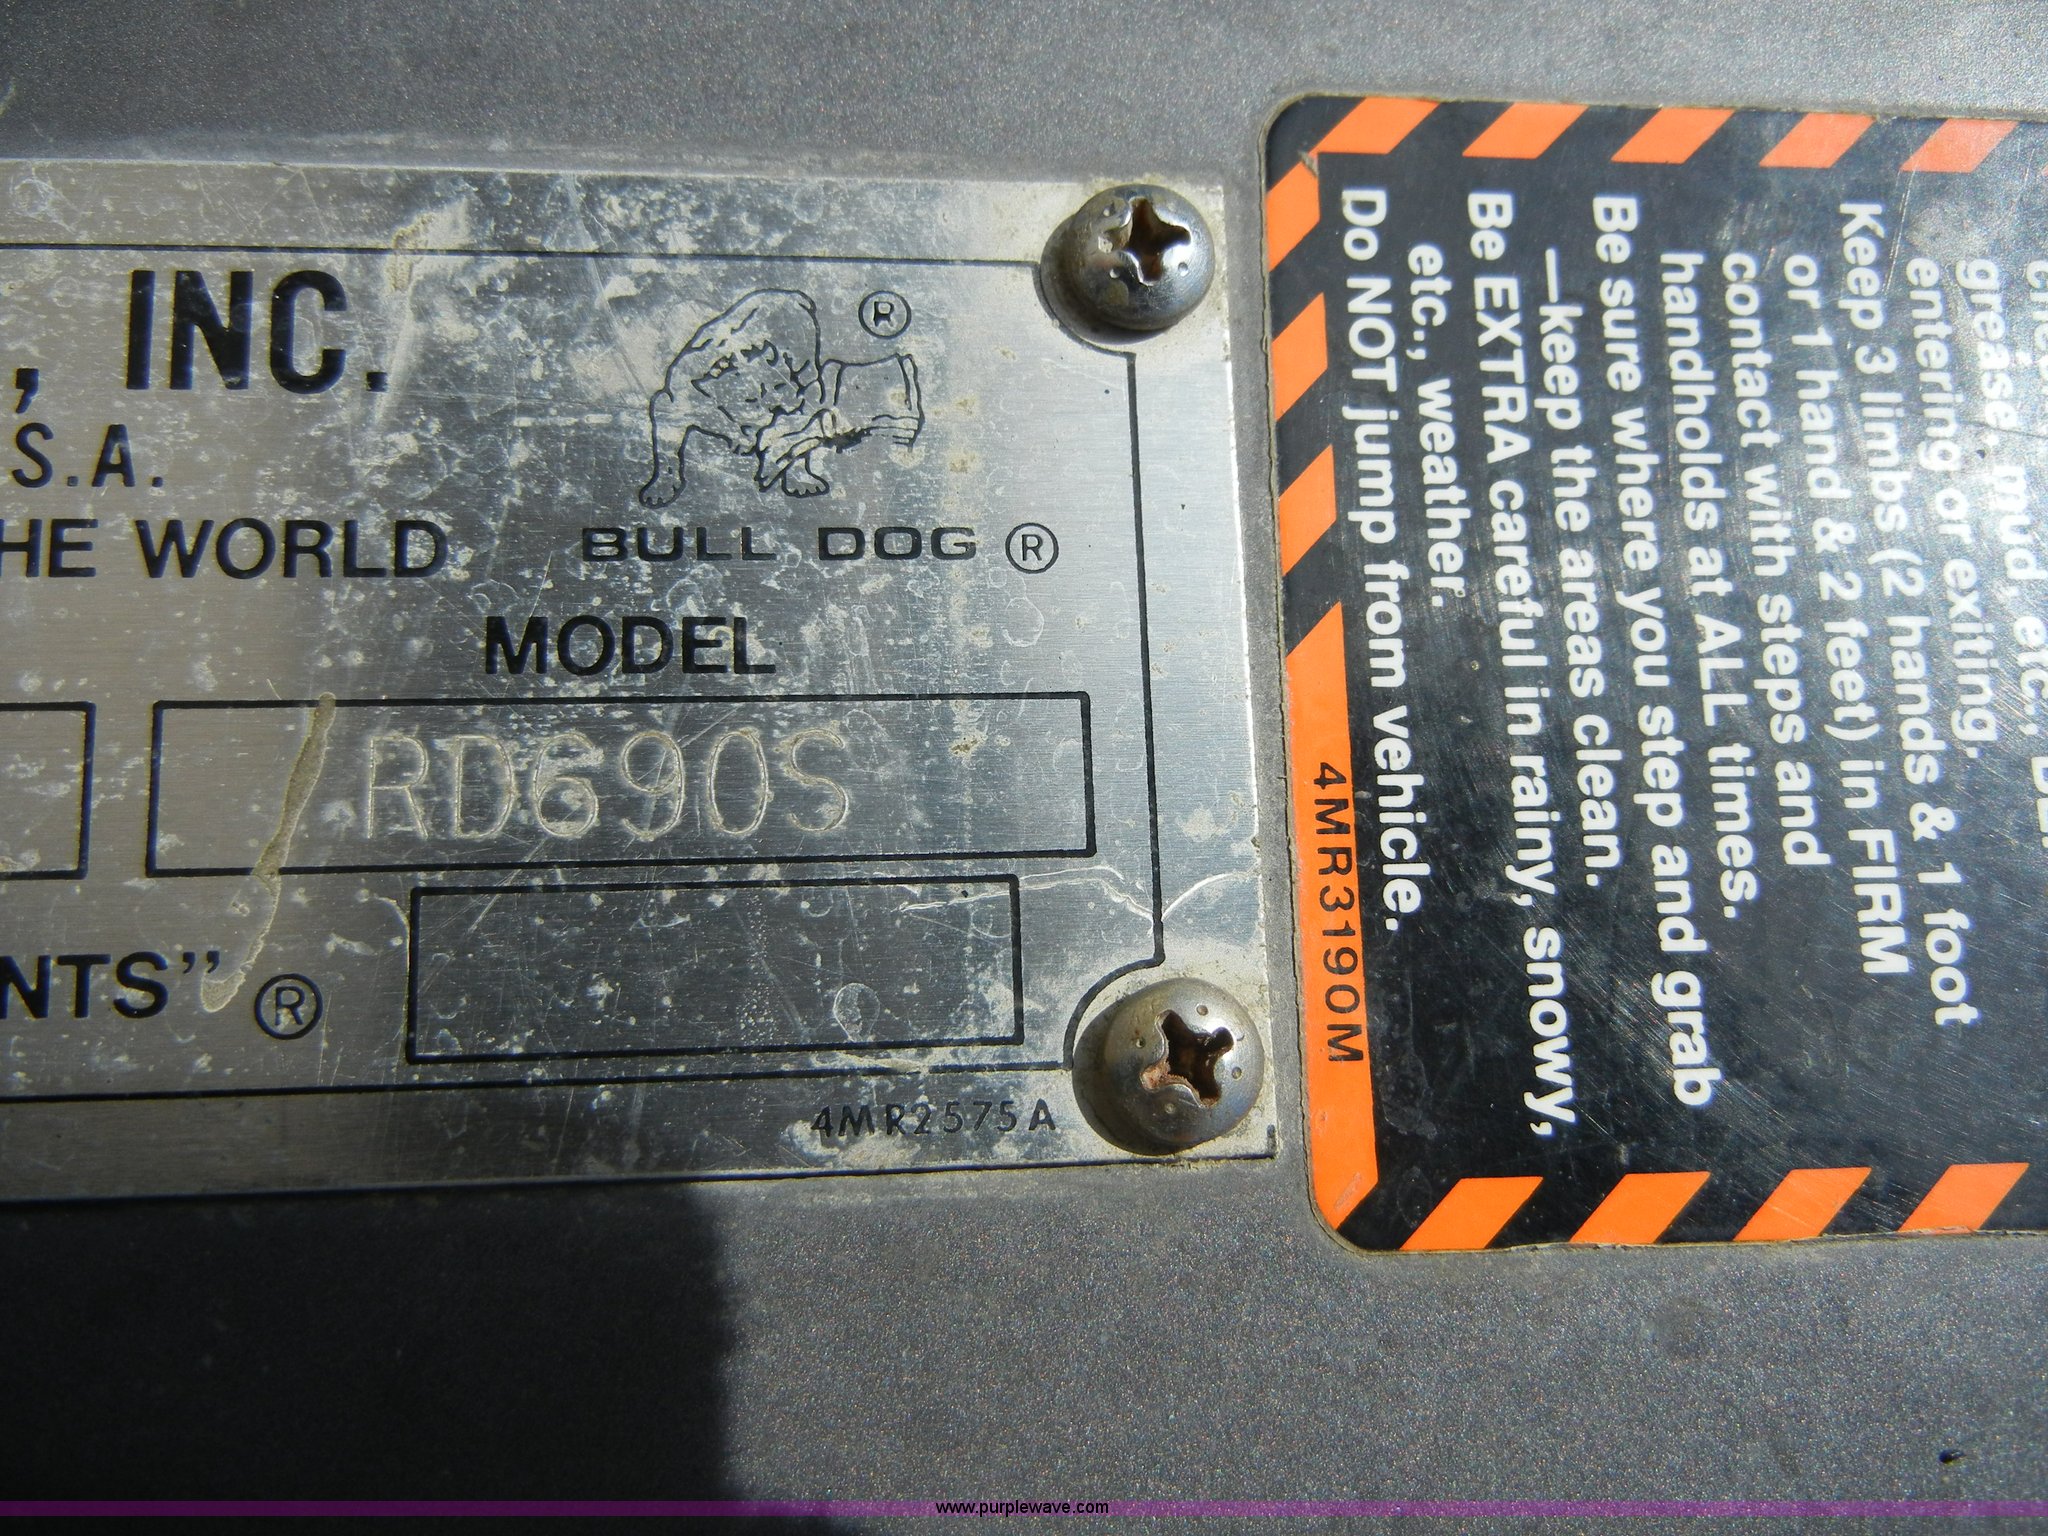 , INC.
®
S.A.
HE WORLD
BULL DOG ®
MODEL
RD690S
NTS" ®
4MR2575A
grease, mud, etc.,
entering or exiting.
Keep 3 limbs (2 hands & 1 foot
or 1 hand & 2 feet) in FIRM
contact with steps and
handholds at ALL times.
Be sure where you step and grab
—keep the areas clean.
Be EXTRA careful in rainy, snowy,
etc., weather.
Do NOT jump from vehicle.
4MR3190M
www.purplewave.com